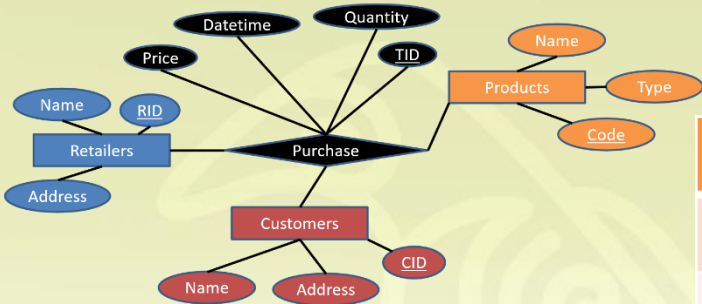 Datetime
Quantity
Price
TID
Name
Products
Type
Code
Name
RID
Retailers
Address
Purchase
Customers
CID
Name
Address